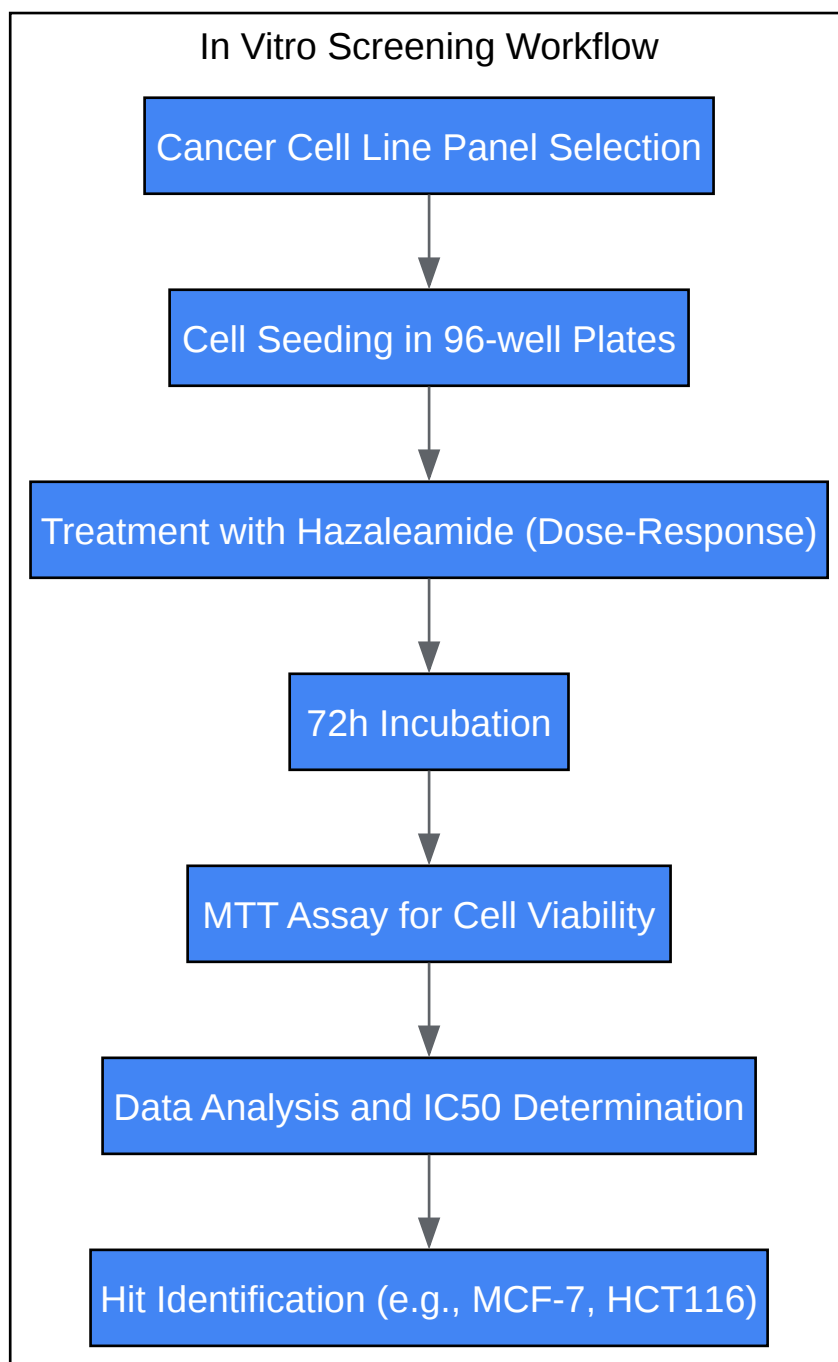 In Vitro Screening Workflow
Cancer Cell Line Panel Selection
Cell Seeding in 96-well Plates
Treatment with Hazaleamide (Dose-Response)
72h Incubation
MTT Assay for Cell Viability
Data Analysis and IC50 Determination
Hit Identification (e.g., MCF-7, HCT116)